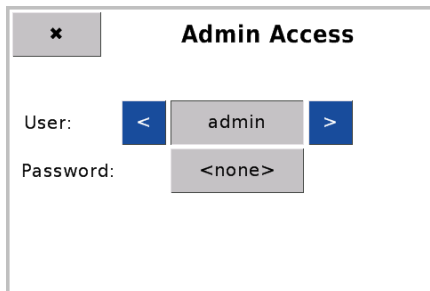 ✖ Admin Access
User: < admin >
Password: <none>